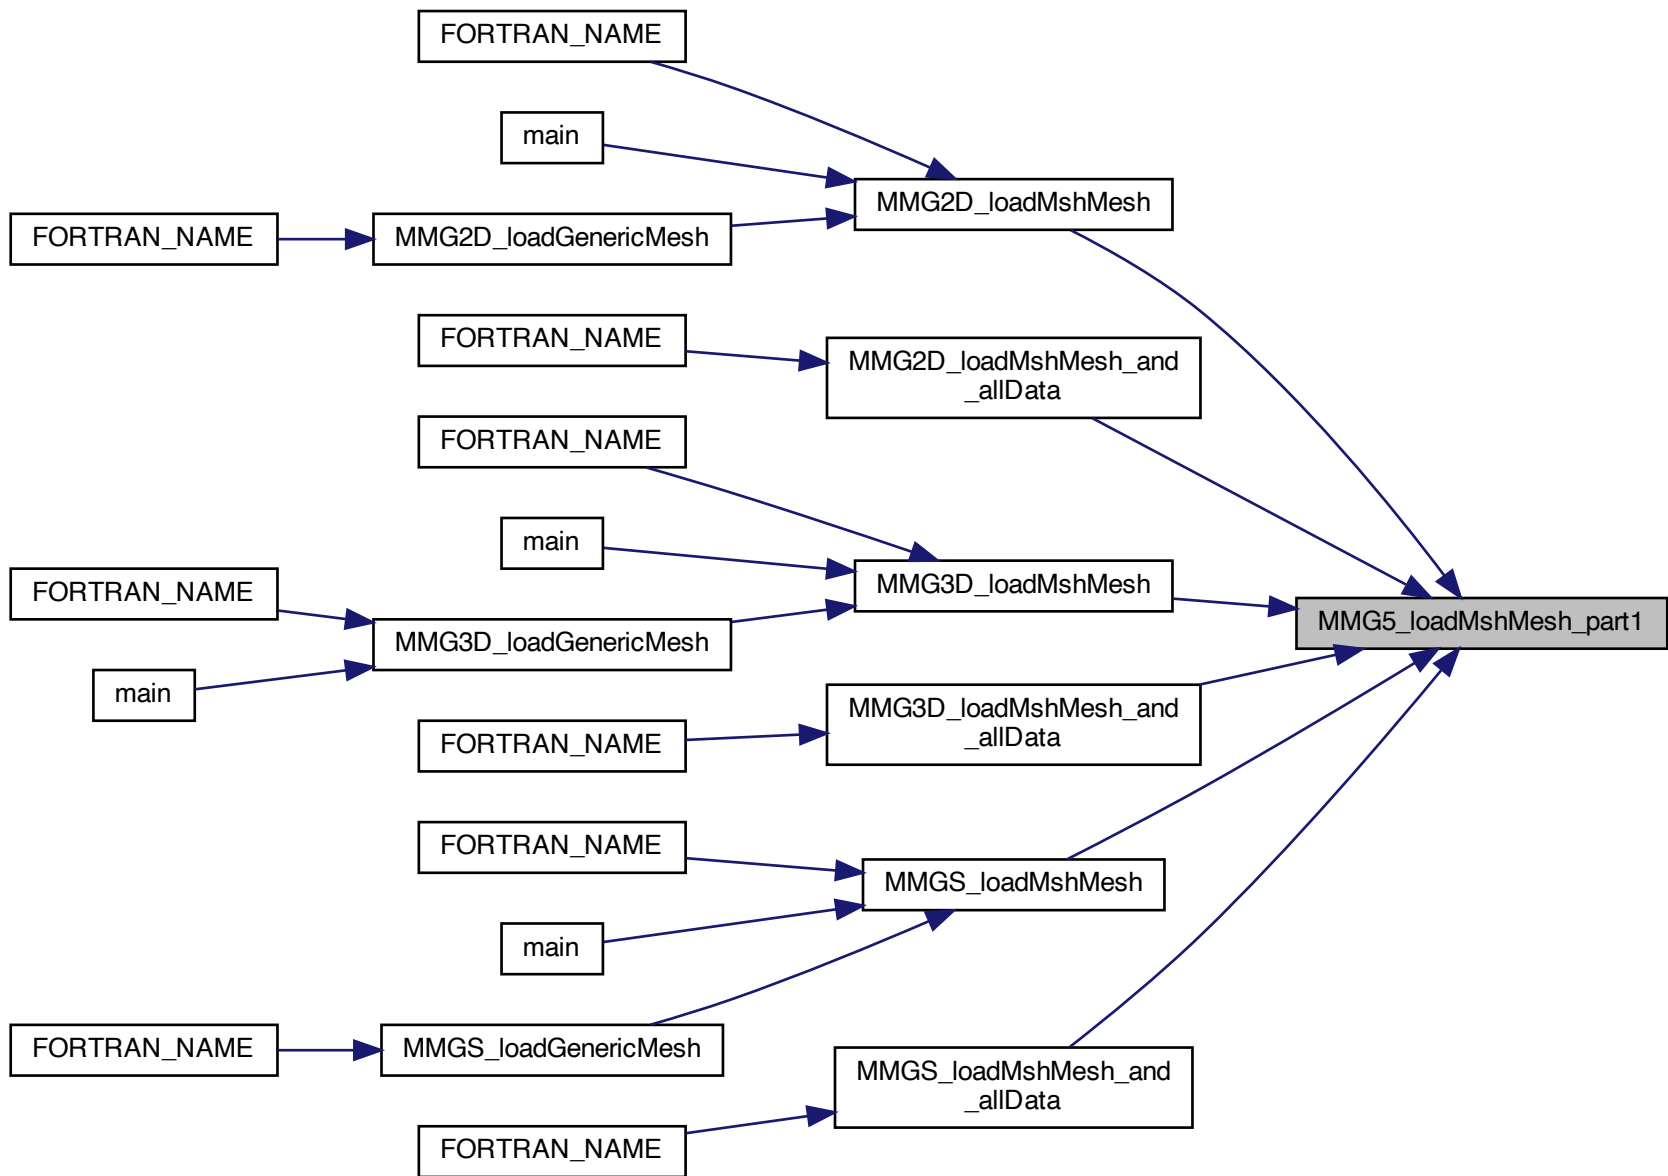 FORTRAN_NAME
main
MMG2D_loadMshMesh
FORTRAN_NAME
MMG2D_loadGenericMesh
FORTRAN_NAME
MMG2D_loadMshMesh_and
_allData
FORTRAN_NAME
main
MMG3D_loadMshMesh
FORTRAN_NAME
MMG5_loadMshMesh_part1
MMG3D_loadGenericMesh
main
MMG3D_loadMshMesh_and
_allData
FORTRAN_NAME
FORTRAN_NAME
MMGS_loadMshMesh
main
FORTRAN_NAME
MMGS_loadGenericMesh
MMGS_loadMshMesh_and
_allData
FORTRAN_NAME